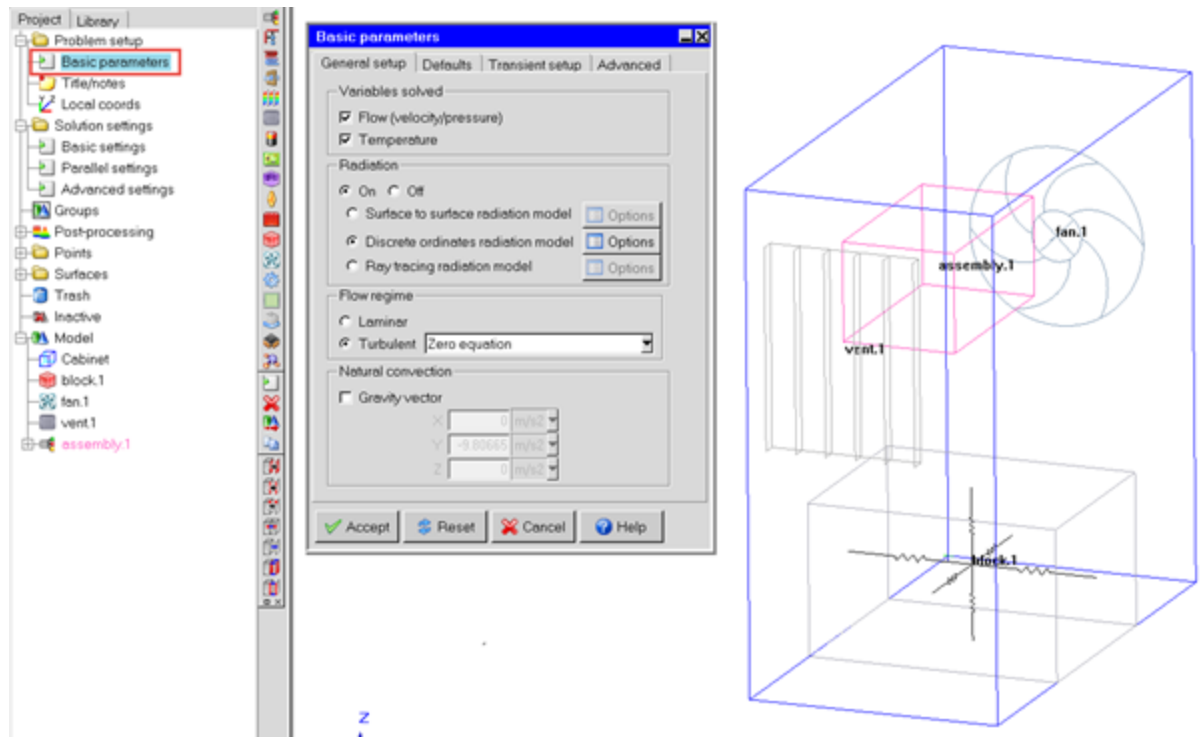 Project Library
Problem setup
Basic parameters
Title/notes
Local coords
Solution settings
Basic settings
Parallel settings
Advanced settings
Groups
Post-processing
Points
Surfaces
Trash
Inactive
Model
Cabinet
block.1
fan.1
vent.1
assembly.1
Basic parameters
General setup Defaults Transient setup Advanced
Variables solved
Flow (velocity/pressure)
Temperature
Radiation
On Off
Surface to surface radiation model Options
Discrete ordinates radiation model Options
Ray tracing radiation model Options
Flow regime
Laminar
Turbulent Zero equation
Natural convection
Gravity vector
X 0 m/s2
Y -9.80665 m/s2
Z 0 m/s2
Accept Reset Cancel Help
fan.1
assembly.1
vent.1
block.1
Z